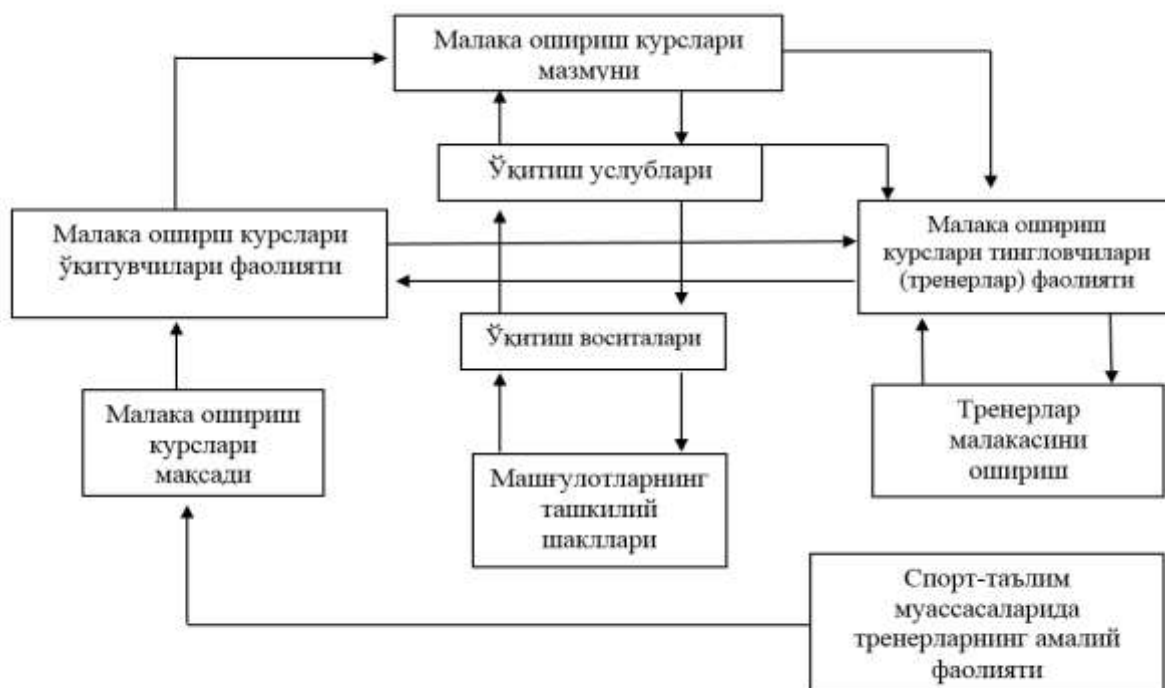 Малака ошириш курслари
мазмуни
Ўқитиш услублари
Малака оширш курслари
ўқитувчилари фаолияти
Малака ошириш
курслари тингловчилари
(тренерлар) фаолияти
Ўқитиш воситалари
Малака ошириш
курслари
мақсади
Тренерлар
малакасини
ошириш
Машғулотларнинг
ташкилий
шакллари
Спорт-таълим
муассасаларида
тренерларнинг амалий
фаолияти